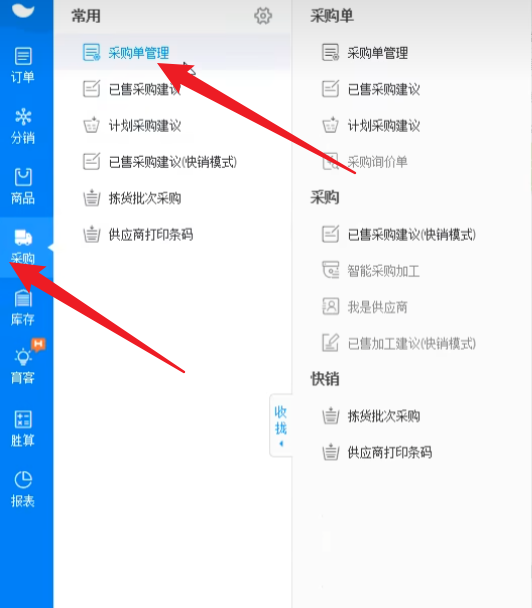 订单
分销
商品
采购
库存
育客
胜算
报表
常用
采购单管理
已售采购建议
计划采购建议
已售采购建议(快销模式)
拣货批次采购
供应商打印条码
收拢
采购单
采购单管理
已售采购建议
计划采购建议
采购询价单
采购
已售采购建议(快销模式)
智能采购加工
我是供应商
已售加工建议(快销模式)
快销
拣货批次采购
供应商打印条码